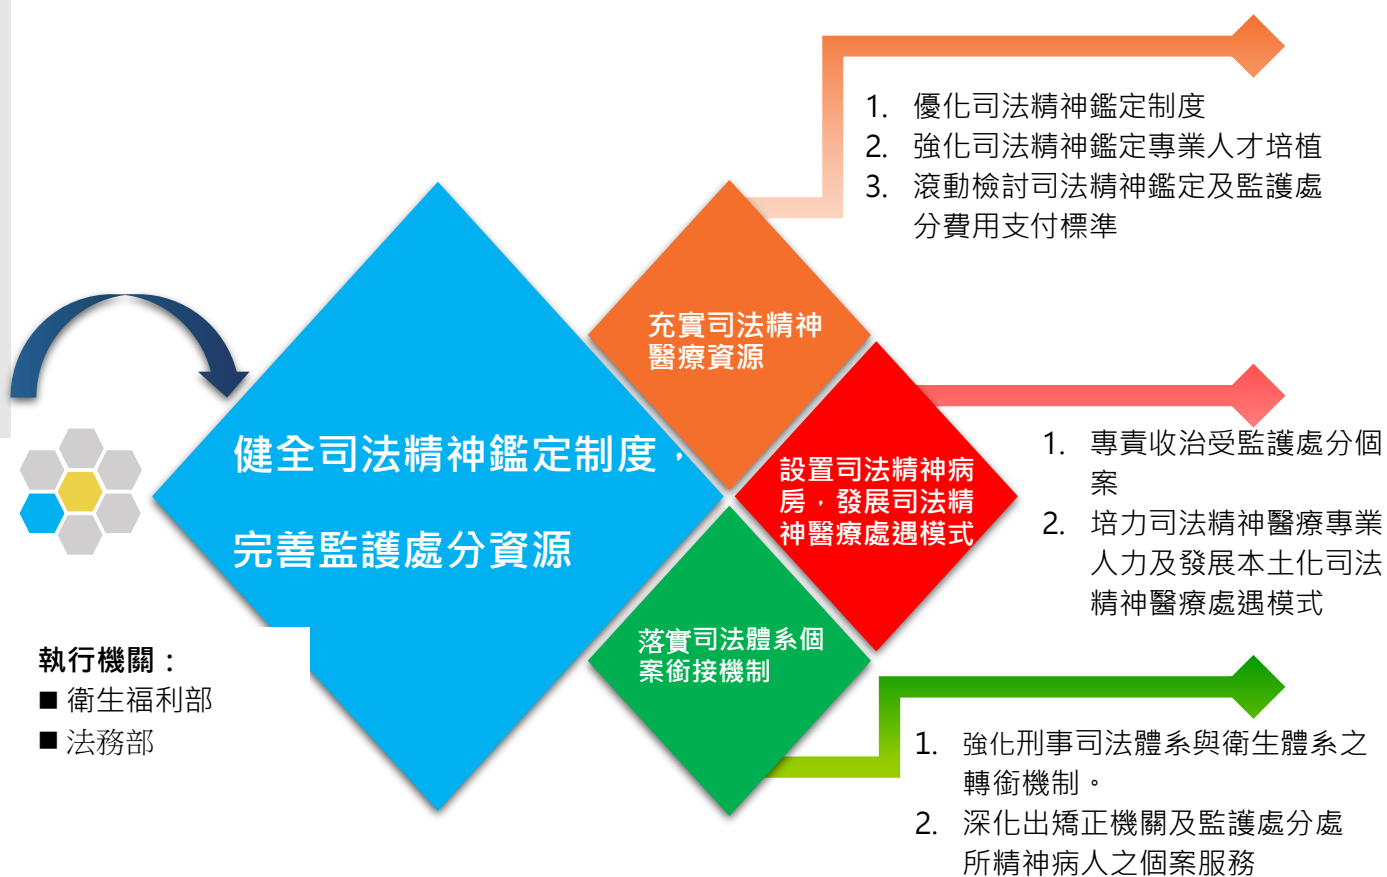 1. 優化司法精神鑑定制度
2. 強化司法精神鑑定專業人才培植
3. 滾動檢討司法精神鑑定及監護處
分費用支付標準
充實司法精神
醫療資源
健全司法精神鑑定制度，
完善監護處分資源
設置司法精神病
房，發展司法精
神醫療處遇模式
1. 專責收治受監護處分個
案
2. 培力司法精神醫療專業
人力及發展本土化司法
精神醫療處遇模式
落實司法體系個
案銜接機制
執行機關：
■ 衛生福利部
■ 法務部
1. 強化刑事司法體系與衛生體系之
轉銜機制。
2. 深化出矯正機關及監護處分處
所精神病人之個案服務